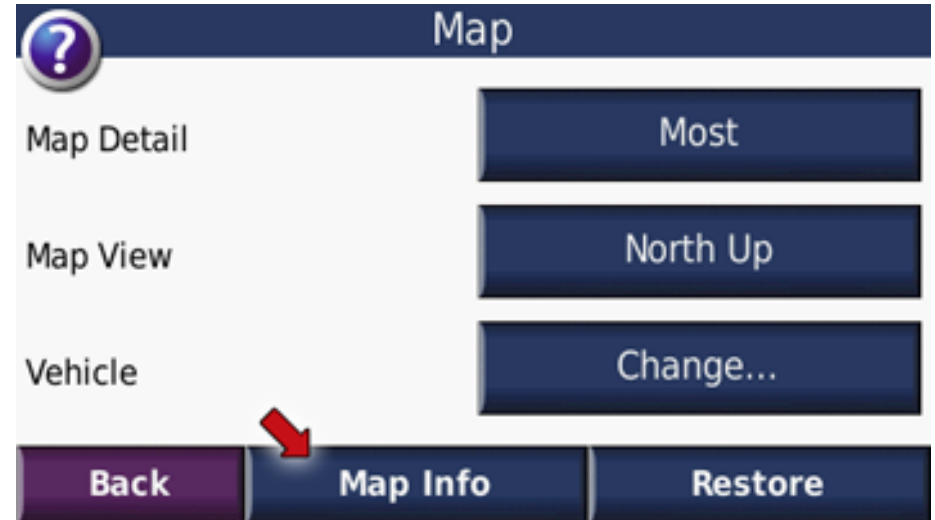 ?
Map
Map Detail
Most
Map View
North Up
Vehicle
Change...
Back
Map Info
Restore